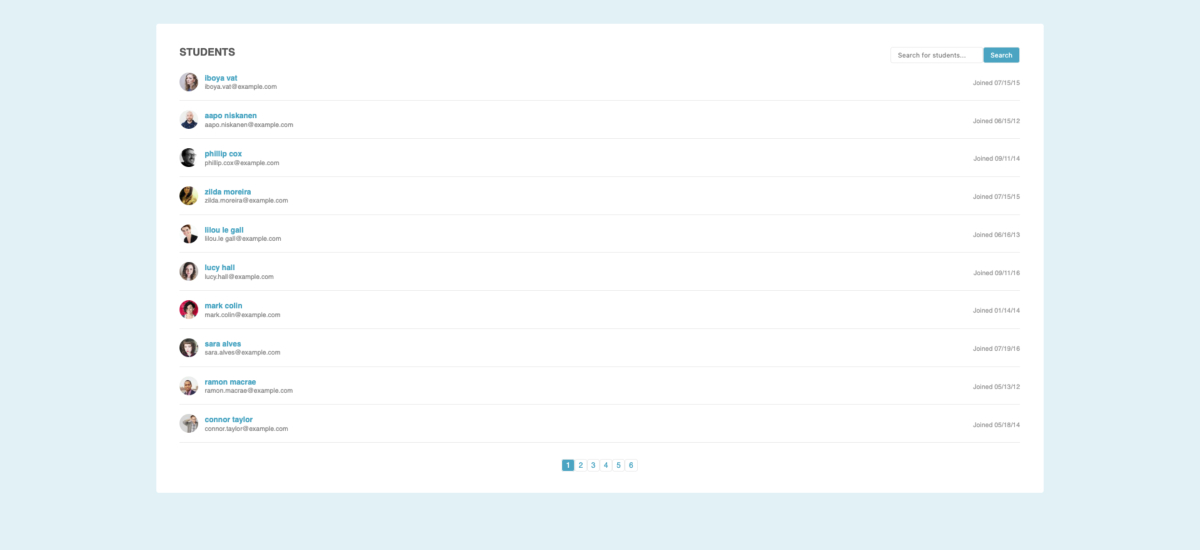 STUDENTS
Search for students...
Search
iboya vat
iboya.vat@example.com
Joined 07/15/15
aapo niskanen
aapo.niskanen@example.com
Joined 06/15/12
phillip cox
phillip.cox@example.com
Joined 09/11/14
zilda moreira
zilda.moreira@example.com
Joined 07/15/15
lilou le gall
lilou.le gall@example.com
Joined 06/16/13
lucy hall
lucy.hall@example.com
Joined 09/11/16
mark colin
mark.colin@example.com
Joined 01/14/14
sara alves
sara.alves@example.com
Joined 07/19/16
ramon macrae
ramon.macrae@example.com
Joined 05/13/12
connor taylor
connor.taylor@example.com
Joined 05/18/14
1 2 3 4 5 6